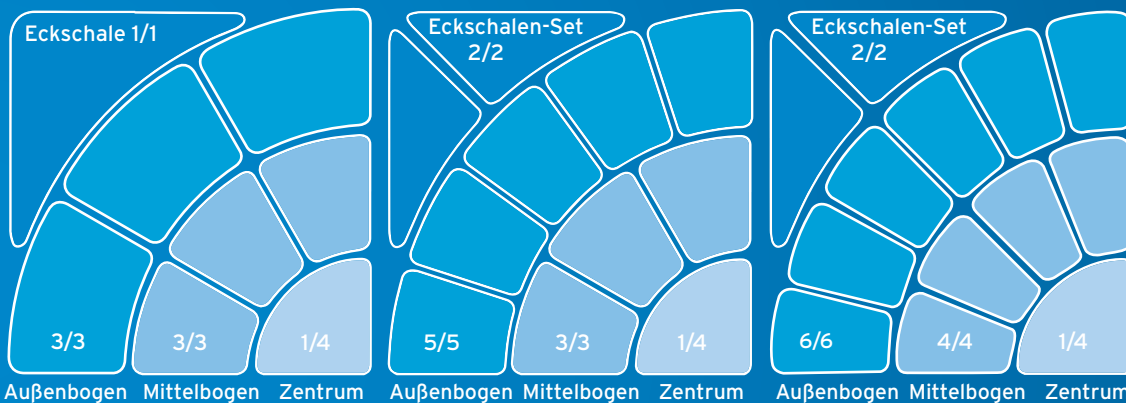 Eckschale 1/1
3/3
3/3
1/4
Außenbogen Mittelbogen Zentrum
Eckschalen-Set
2/2
5/5
3/3
1/4
Außenbogen Mittelbogen Zentrum
Eckschalen-Set
2/2
6/6
4/4
1/4
Außenbogen Mittelbogen Zentrum